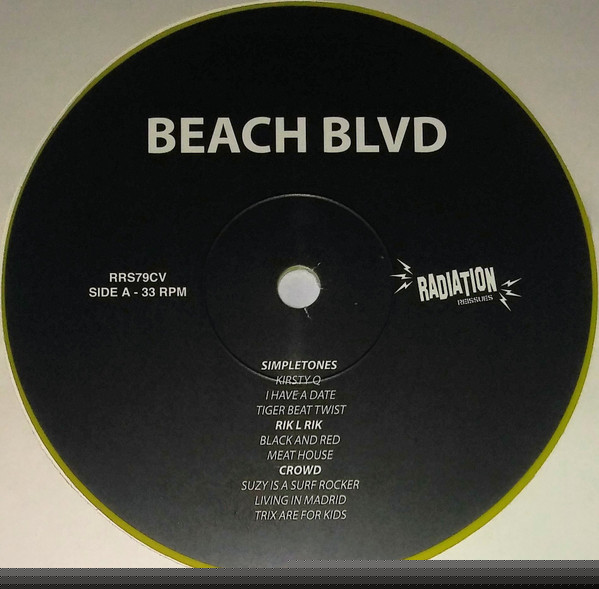 BEACH BLVD
RRS79CV
SIDE A - 33 RPM
RADIATION
REISSUES
SIMPLETONES
KIRSTY Q
I HAVE A DATE
TIGER BEAT TWIST
RIK L RIK
BLACK AND RED
MEAT HOUSE
CROWD
SUZY IS A SURF ROCKER
LIVING IN MADRID
TRIX ARE FOR KIDS